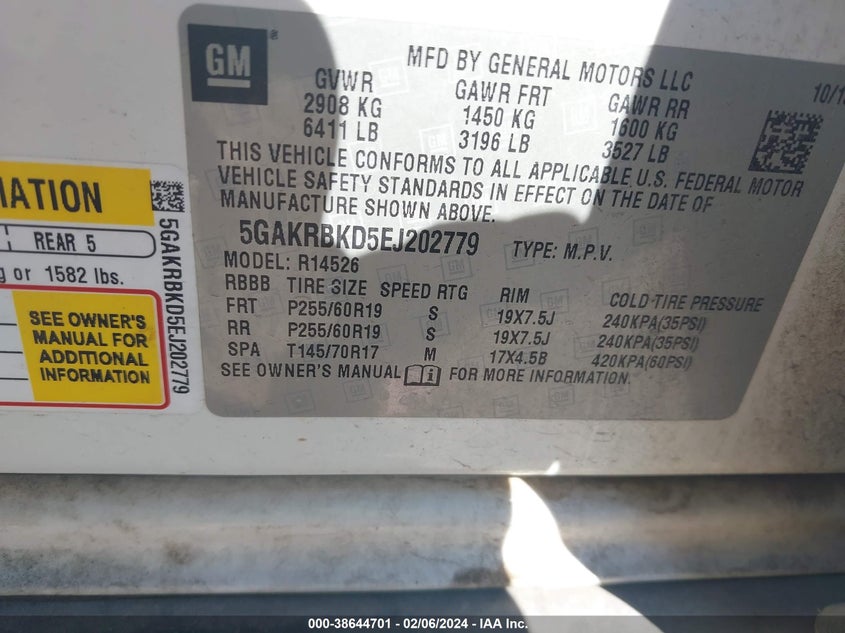 GM
MFD BY GENERAL MOTORS LLC
GVWR GAWR FRT GAWR RR
2908 KG 1450 KG 1600 KG
6411 LB 3196 LB 3527 LB
THIS VEHICLE CONFORMS TO ALL APPLICABLE U.S. FEDERAL MOTOR
VEHICLE SAFETY STANDARDS IN EFFECT ON THE DATE OF
MANUFACTURE SHOWN ABOVE.
5GAKRBKD5EJ202779 TYPE: M.P.V.
MODEL: R14526
RBBB TIRE SIZE SPEED RTG RIM COLD TIRE PRESSURE
FRT P255/60R19 S 19X7.5J 240KPA(35PSI)
RR P255/60R19 S 19X7.5J 240KPA(35PSI)
SPA T145/70R17 M 17X4.5B 420KPA(60PSI)
SEE OWNER'S MANUAL FOR MORE INFORMATION.
REAR 5
or 1582 lbs.
SEE OWNER'S
MANUAL FOR
ADDITIONAL
INFORMATION
5GAKRBKD5EJ202779
000-38644701 - 02/06/2024 - IAA Inc.